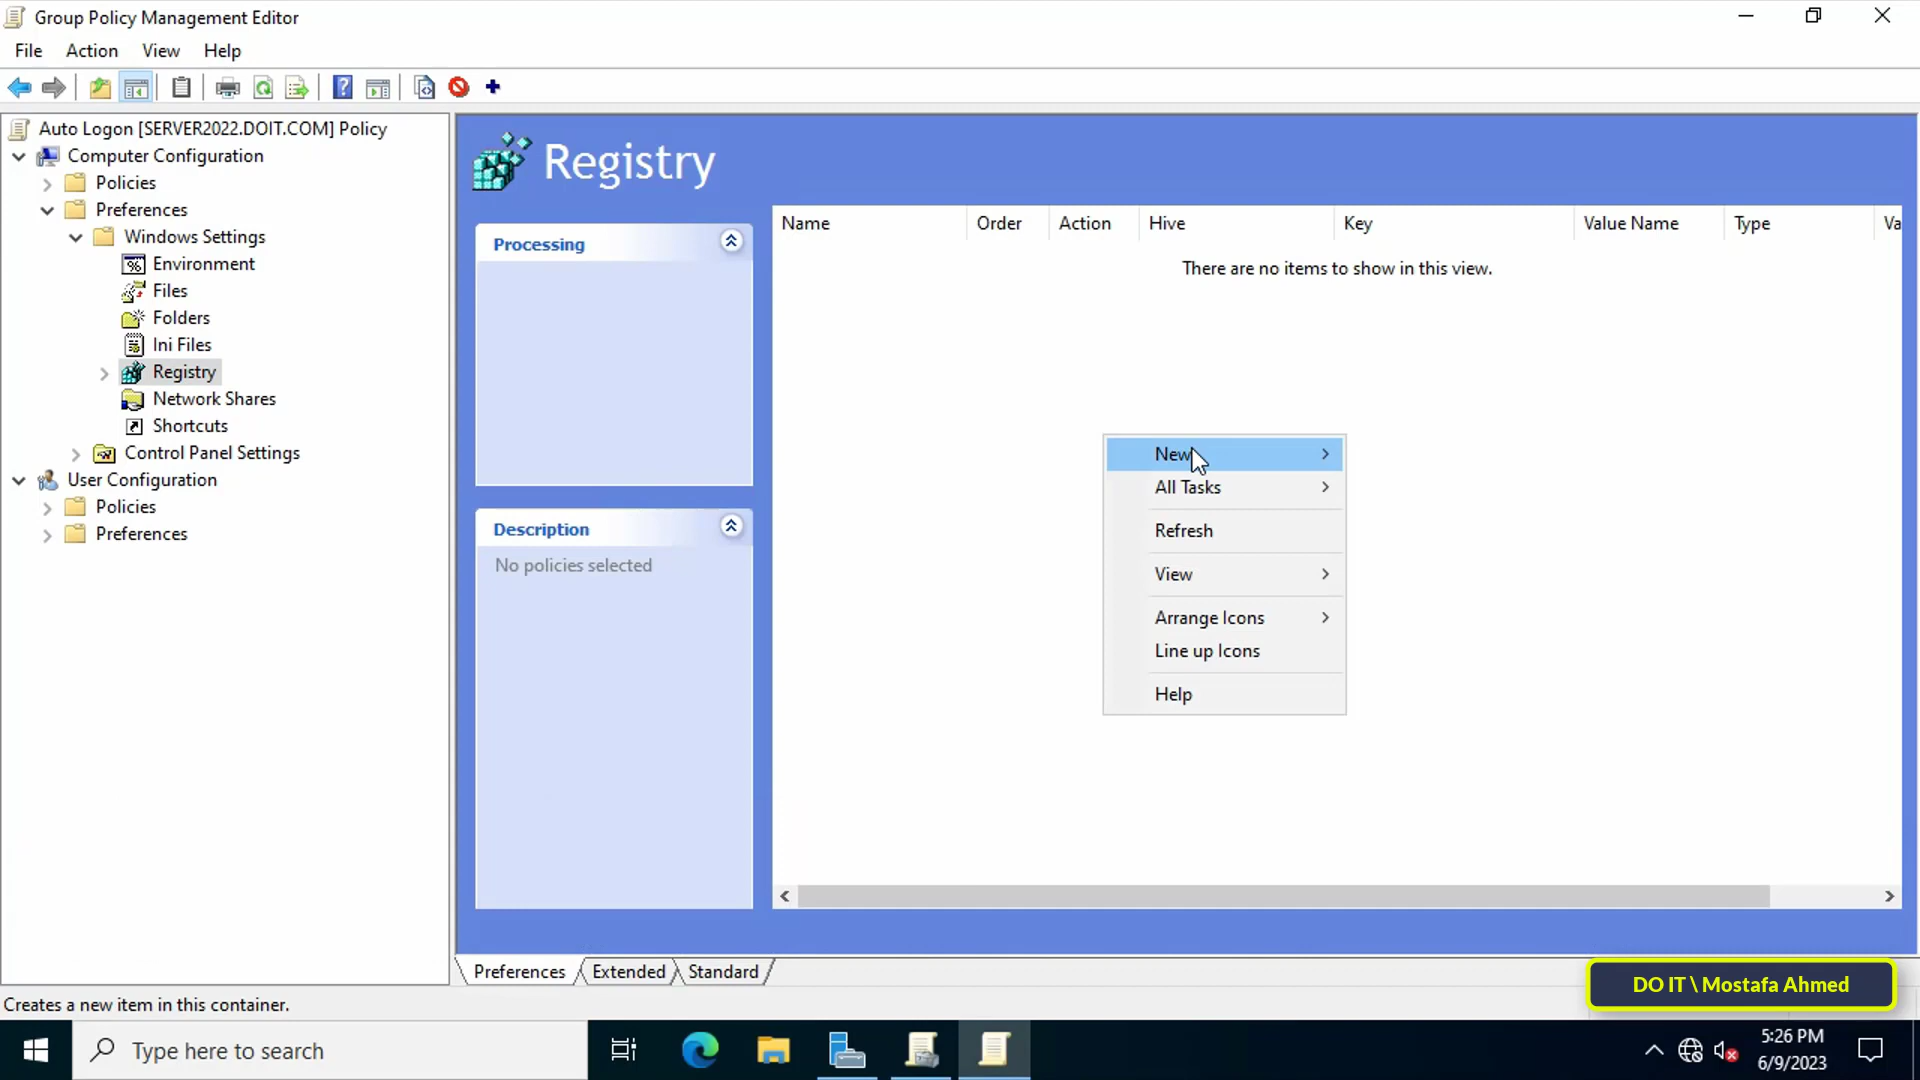 Group Policy Management Editor
File Action View Help
Auto Logon [SERVER2022.DOIT.COM] Policy
Computer Configuration
Policies
Preferences
Windows Settings
Environment
Files
Folders
Ini Files
Registry
Network Shares
Shortcuts
Control Panel Settings
User Configuration
Policies
Preferences
Registry
Processing
Description
No policies selected
Name Order Action Hive Key Value Name Type Va
There are no items to show in this view.
New
All Tasks
Refresh
View
Arrange Icons
Line up Icons
Help
Preferences Extended Standard
DO IT \ Mostafa Ahmed
Creates a new item in this container.
Type here to search
5:26 PM
6/9/2023